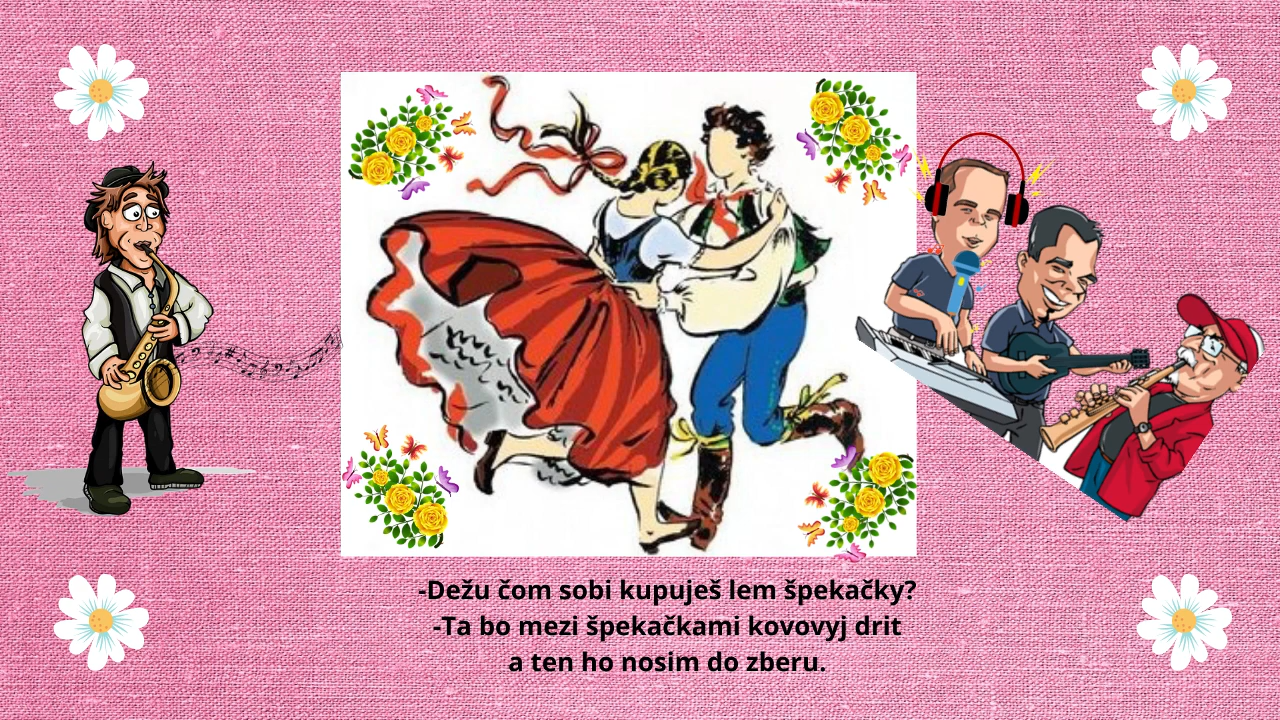 -Dežu čom sobi kupuješ lem špekačky?
-Ta bo mezi špekačkami kovovyj drit
a ten ho nosim do zberu.